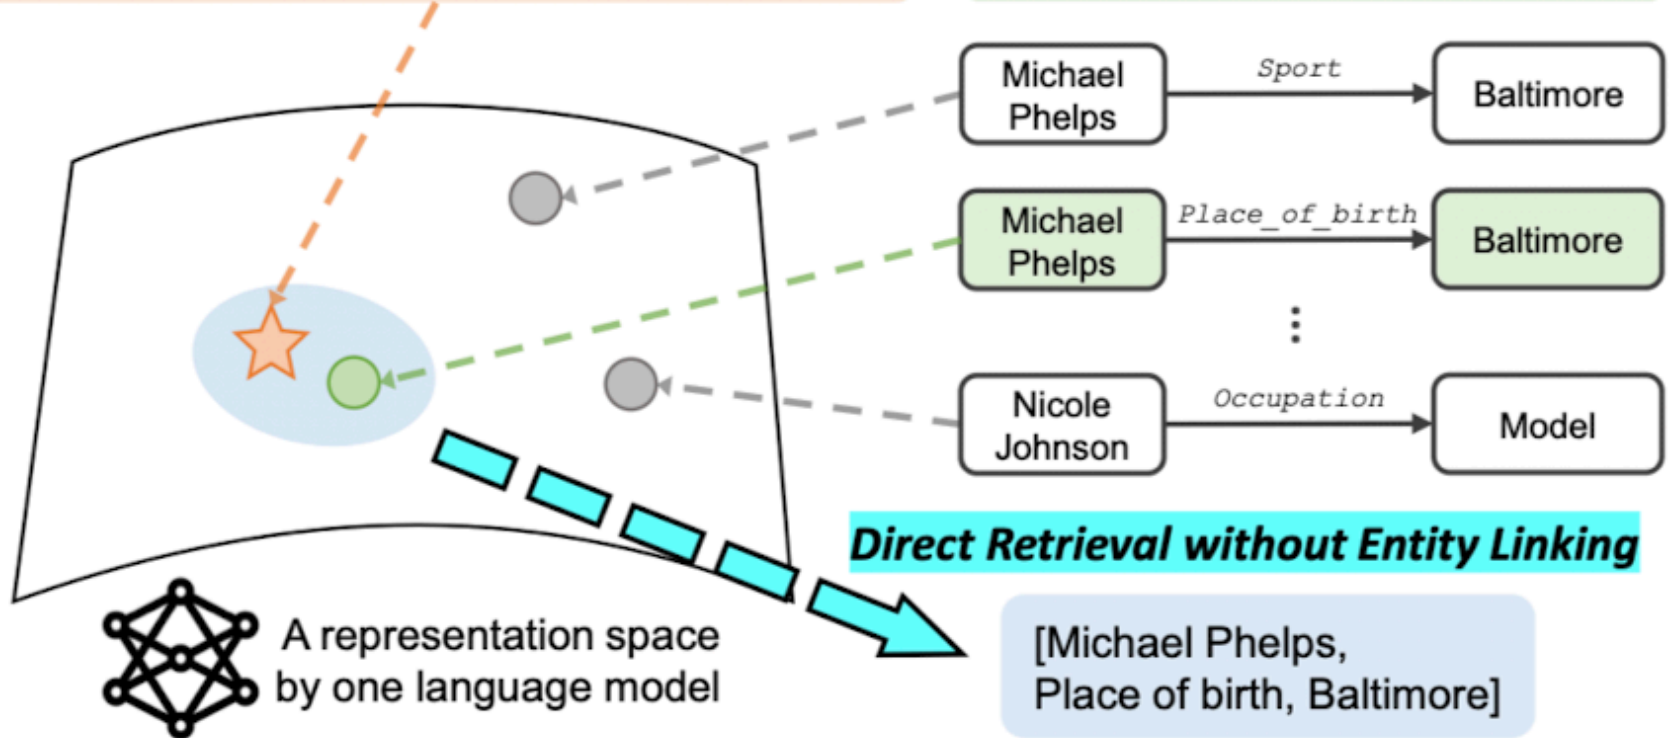 Michael
Phelps
Sport
Baltimore
Michael
Phelps
Place_of_birth
Baltimore
Nicole
Johnson
Occupation
Model
Direct Retrieval without Entity Linking
A representation space
by one language model
[Michael Phelps,
Place of birth, Baltimore]